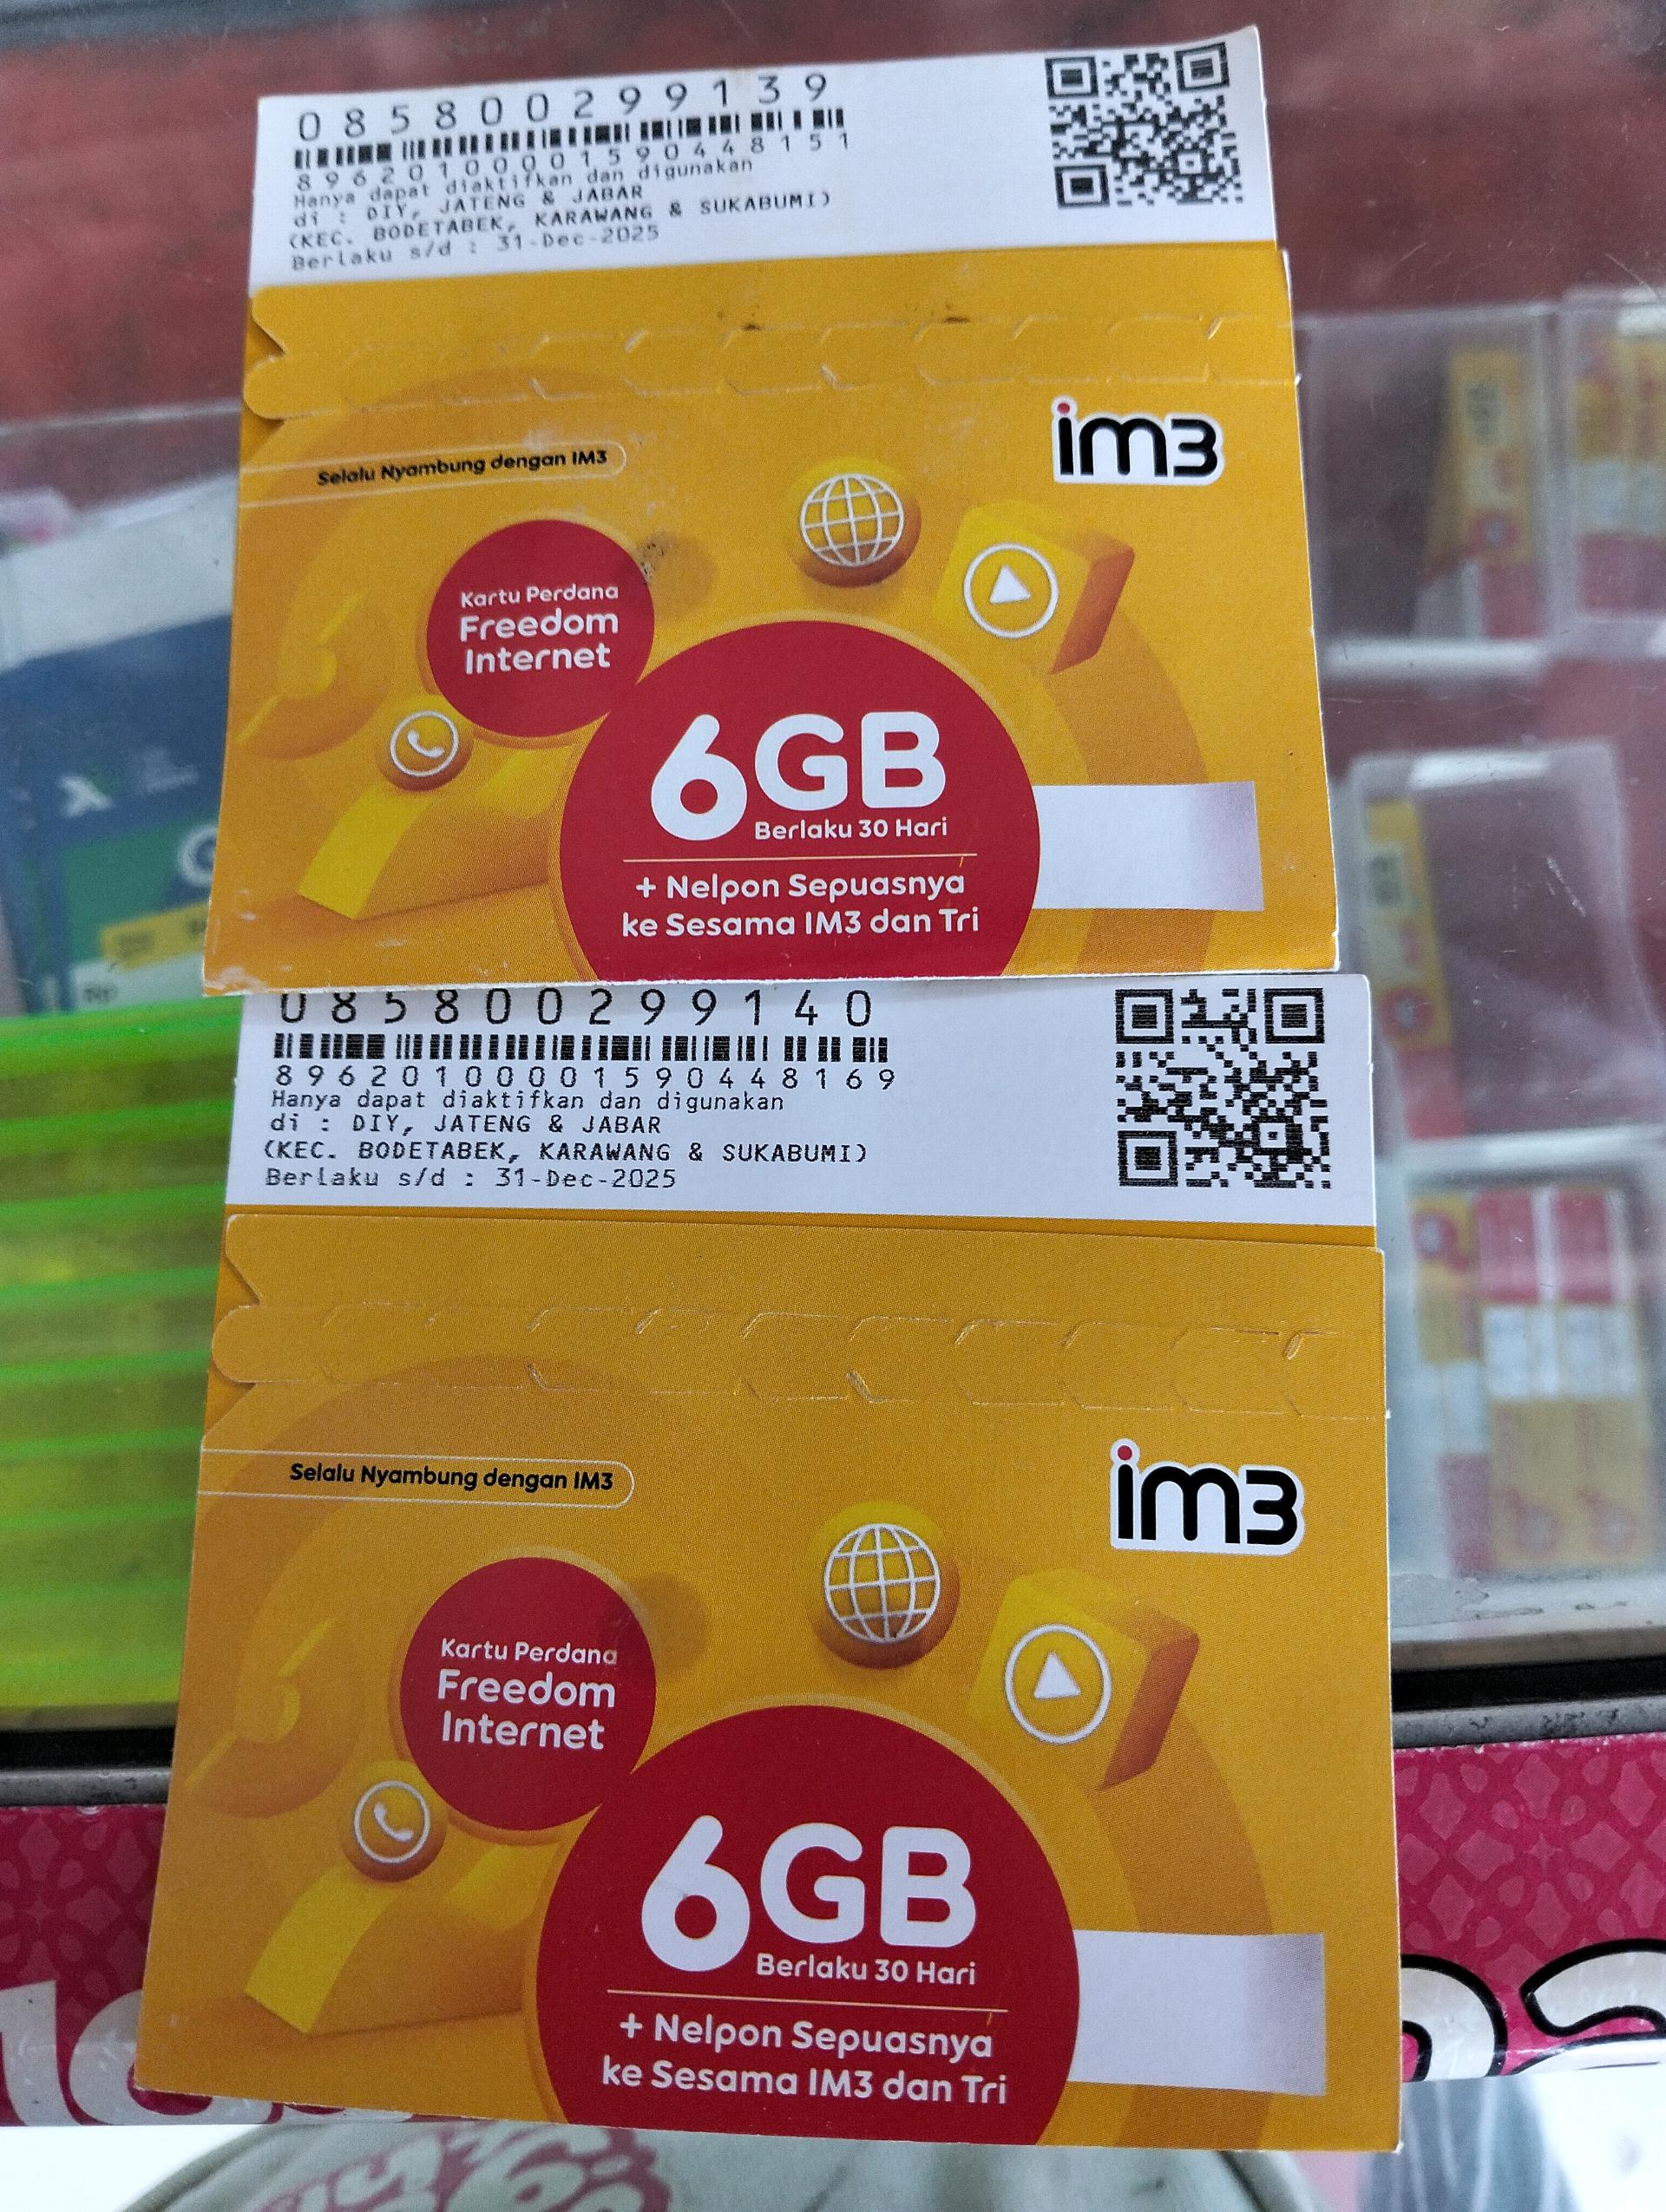 085800299139
8962010000159044815 1
Hanya dapat diaktifkan dan digunakan
di : DIY, JATENG & JABAR
(KEC. BODETABEK, KARAWANG & SUKABUMI)
Berlaku s/d : 31-Dec-2025
im3
Selalu Nyambung dengan IM3
Kartu Perdana
Freedom
Internet
6GB
Berlaku 30 Hari
+ Nelpon Sepuasnya
ke Sesama IM3 dan Tri
085800299140
89620100001590448169
Hanya dapat diaktifkan dan digunakan
di : DIY, JATENG & JABAR
(KEC. BODETABEK, KARAWANG & SUKABUMI)
Berlaku s/d : 31-Dec-2025
im3
Selalu Nyambung dengan IM3
Kartu Perdana
Freedom
Internet
6GB
Berlaku 30 Hari
+ Nelpon Sepuasnya
ke Sesama IM3 dan Tri